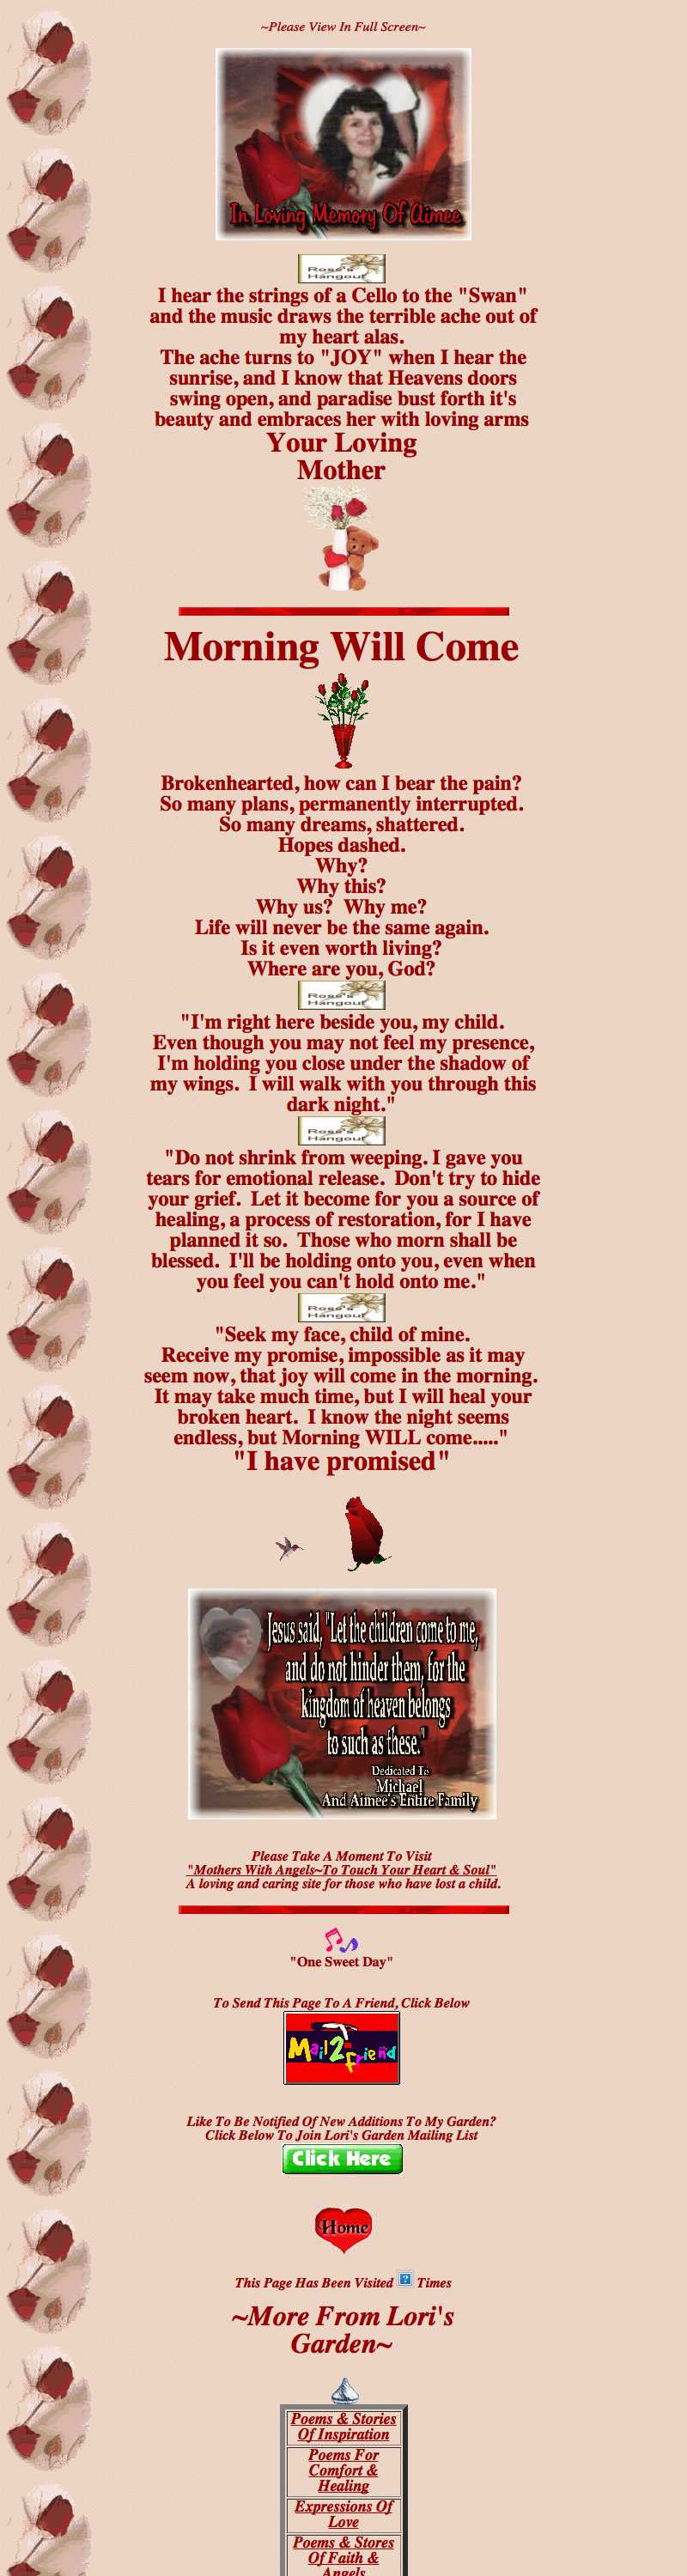 ~Please View In Full Screen~
In Loving Memory Of Aimee
Rose's
Hangout
I hear the strings of a Cello to the "Swan"
and the music draws the terrible ache out of
my heart alas.
The ache turns to "JOY" when I hear the
sunrise, and I know that Heavens doors
swing open, and paradise bust forth it's
beauty and embraces her with loving arms
Your Loving
Mother
Morning Will Come
Brokenhearted, how can I bear the pain?
So many plans, permanently interrupted.
So many dreams, shattered.
Hopes dashed.
Why?
Why this?
Why us?  Why me?
Life will never be the same again.
Is it even worth living?
Where are you, God?
Rose's
Hangout
"I'm right here beside you, my child.
Even though you may not feel my presence,
I'm holding you close under the shadow of
my wings.  I will walk with you through this
dark night."
Rose's
Hangout
"Do not shrink from weeping. I gave you
tears for emotional release.  Don't try to hide
your grief.  Let it become for you a source of
healing, a process of restoration, for I have
planned it so.  Those who morn shall be
blessed.  I'll be holding onto you, even when
you feel you can't hold onto me."
Rose's
Hangout
"Seek my face, child of mine.
Receive my promise, impossible as it may
seem now, that joy will come in the morning.
It may take much time, but I will heal your
broken heart.  I know the night seems
endless, but Morning WILL come....."
"I have promised"
Jesus said, "Let the children come to me,
and do not hinder them, for the
kingdom of heaven belongs
to such as these."
Dedicated To
Michael
And Aimee's Entire Family
Please Take A Moment To Visit
"Mothers With Angels~To Touch Your Heart & Soul"
A loving and caring site for those who have lost a child.
"One Sweet Day"
To Send This Page To A Friend, Click Below
Mail2Friend
Like To Be Notified Of New Additions To My Garden?
Click Below To Join Lori's Garden Mailing List
Click Here
Home
This Page Has Been Visited ? Times
~More From Lori's
Garden~
Poems & Stories
Of Inspiration
Poems For
Comfort &
Healing
Expressions Of
Love
Poems & Stores
Of Faith &
Angels